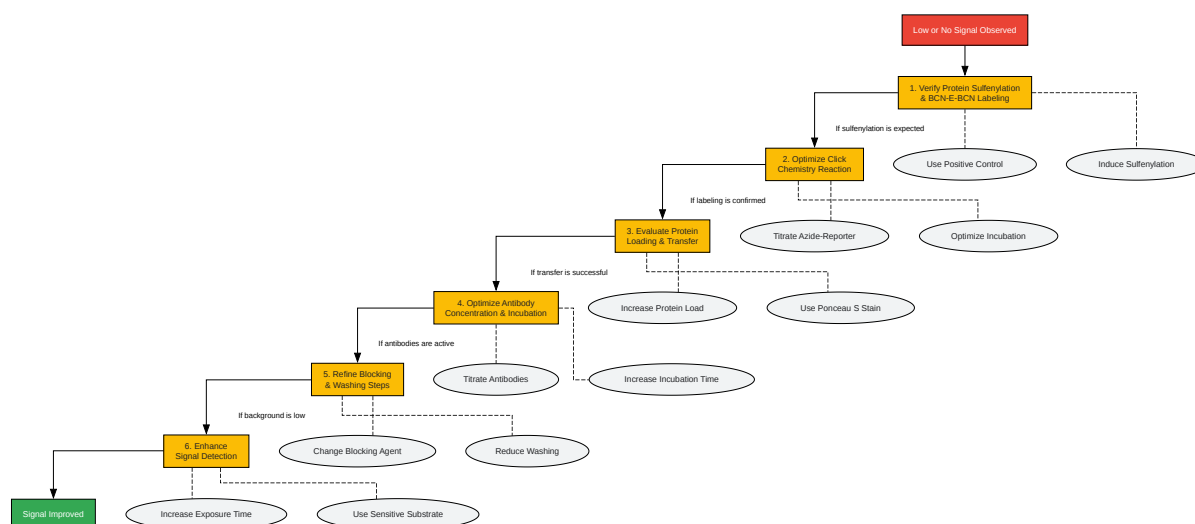 Low or No Signal Observed
1. Verify Protein Sulfenylation
& BCN-E-BCN Labeling
If sulfenylation is expected
2. Optimize Click
Chemistry Reaction
Use Positive Control
Induce Sulfenylation
If labeling is confirmed
3. Evaluate Protein
Loading & Transfer
Titrate Azide-Reporter
Optimize Incubation
If transfer is successful
4. Optimize Antibody
Concentration & Incubation
Increase Protein Load
Use Ponceau S Stain
If antibodies are active
5. Refine Blocking
& Washing Steps
Titrate Antibodies
Increase Incubation Time
If background is low
6. Enhance
Signal Detection
Change Blocking Agent
Reduce Washing
Signal Improved
Increase Exposure Time
Use Sensitive Substrate